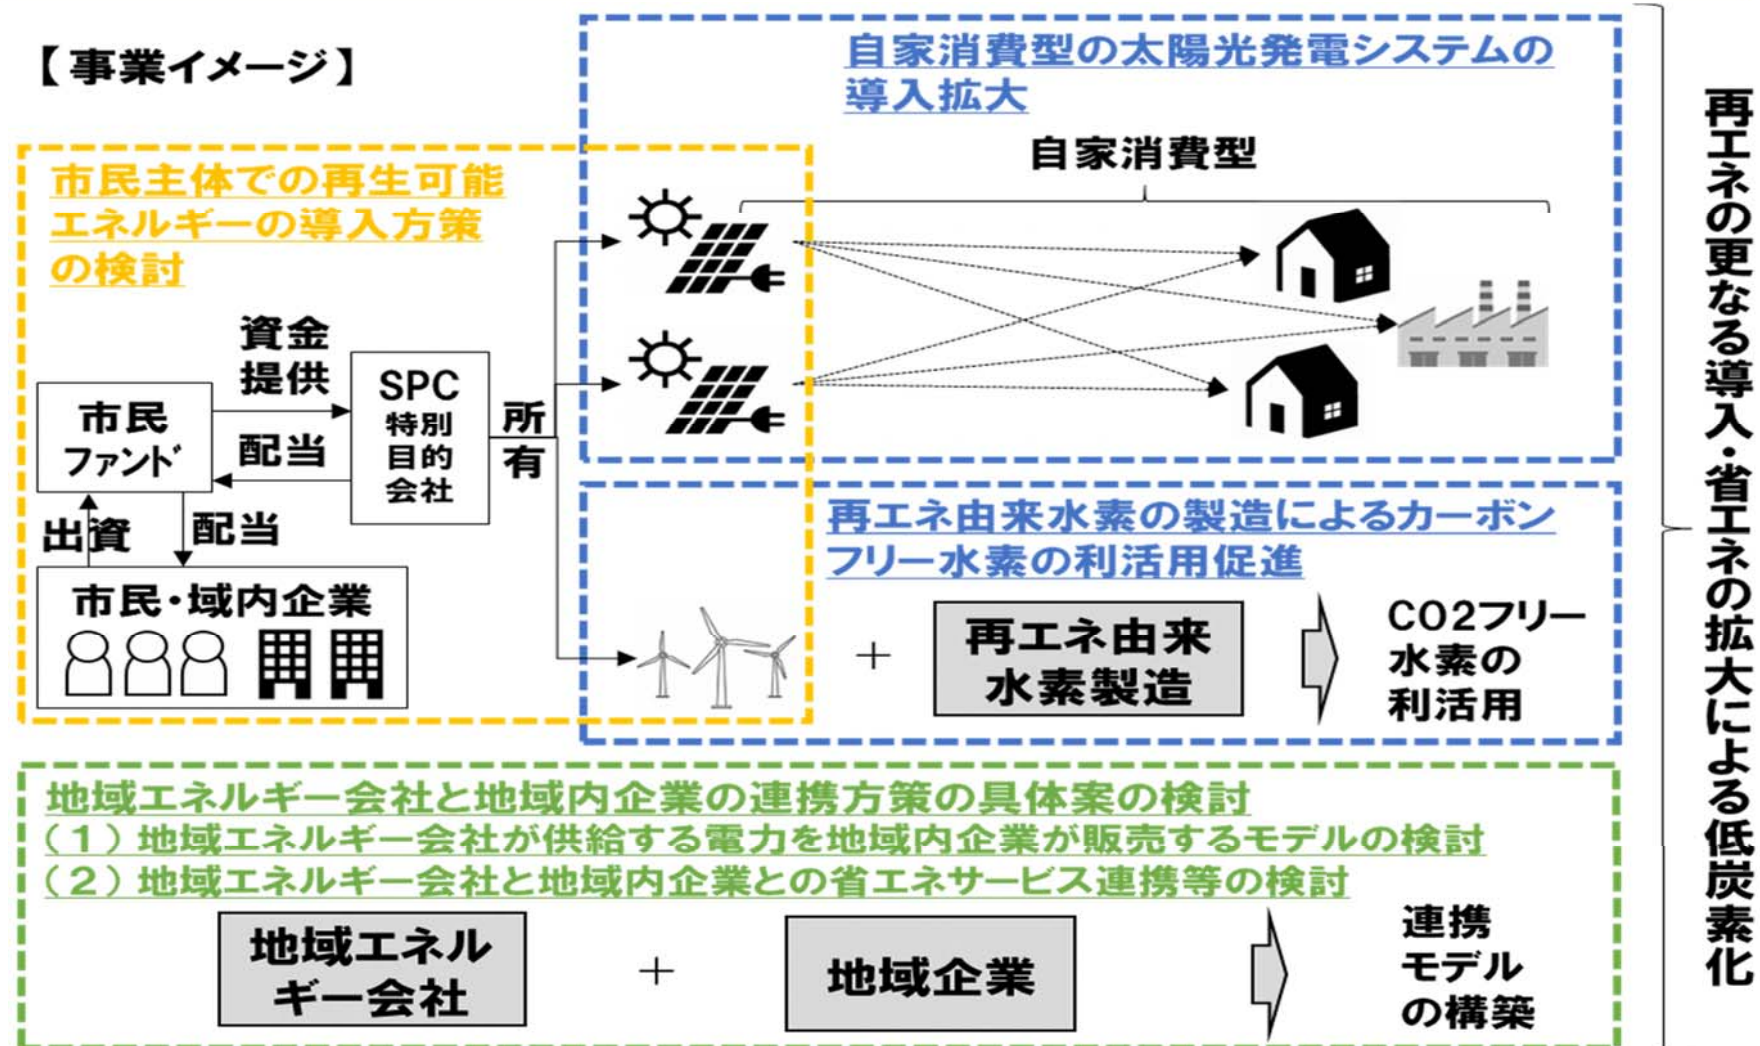 【事業イメージ】
自家消費型の太陽光発電システムの
導入拡大
自家消費型
市民主体での再生可能
エネルギーの導入方策
の検討
資金
提供
市民
ファンド
配当
SPC
特別
目的
会社
所
有
出資
配当
市民・域内企業
再エネ由来水素の製造によるカーボン
フリー水素の利活用促進
+
再エネ由来
水素製造
CO2フリー
水素の
利活用
地域エネルギー会社と地域内企業の連携方策の具体案の検討
(1)地域エネルギー会社が供給する電力を地域内企業が販売するモデルの検討
(2)地域エネルギー会社と地域内企業との省エネサービス連携等の検討
地域エネル
ギー会社
+
地域企業
連携
モデル
の構築
再エネの更なる導入・省エネの拡大による低炭素化